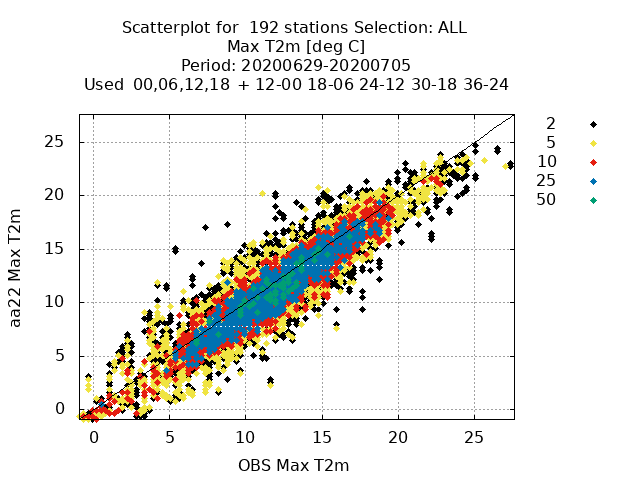 Scatterplot for  192 stations Selection: ALL
Max T2m [deg C]
Period: 20200629-20200705
Used  00,06,12,18  + 12-00 18-06 24-12 30-18 36-24
2
5
10
25
50
25
20
15
10
5
0
aa22 Max T2m
0 5 10 15 20 25
OBS Max T2m